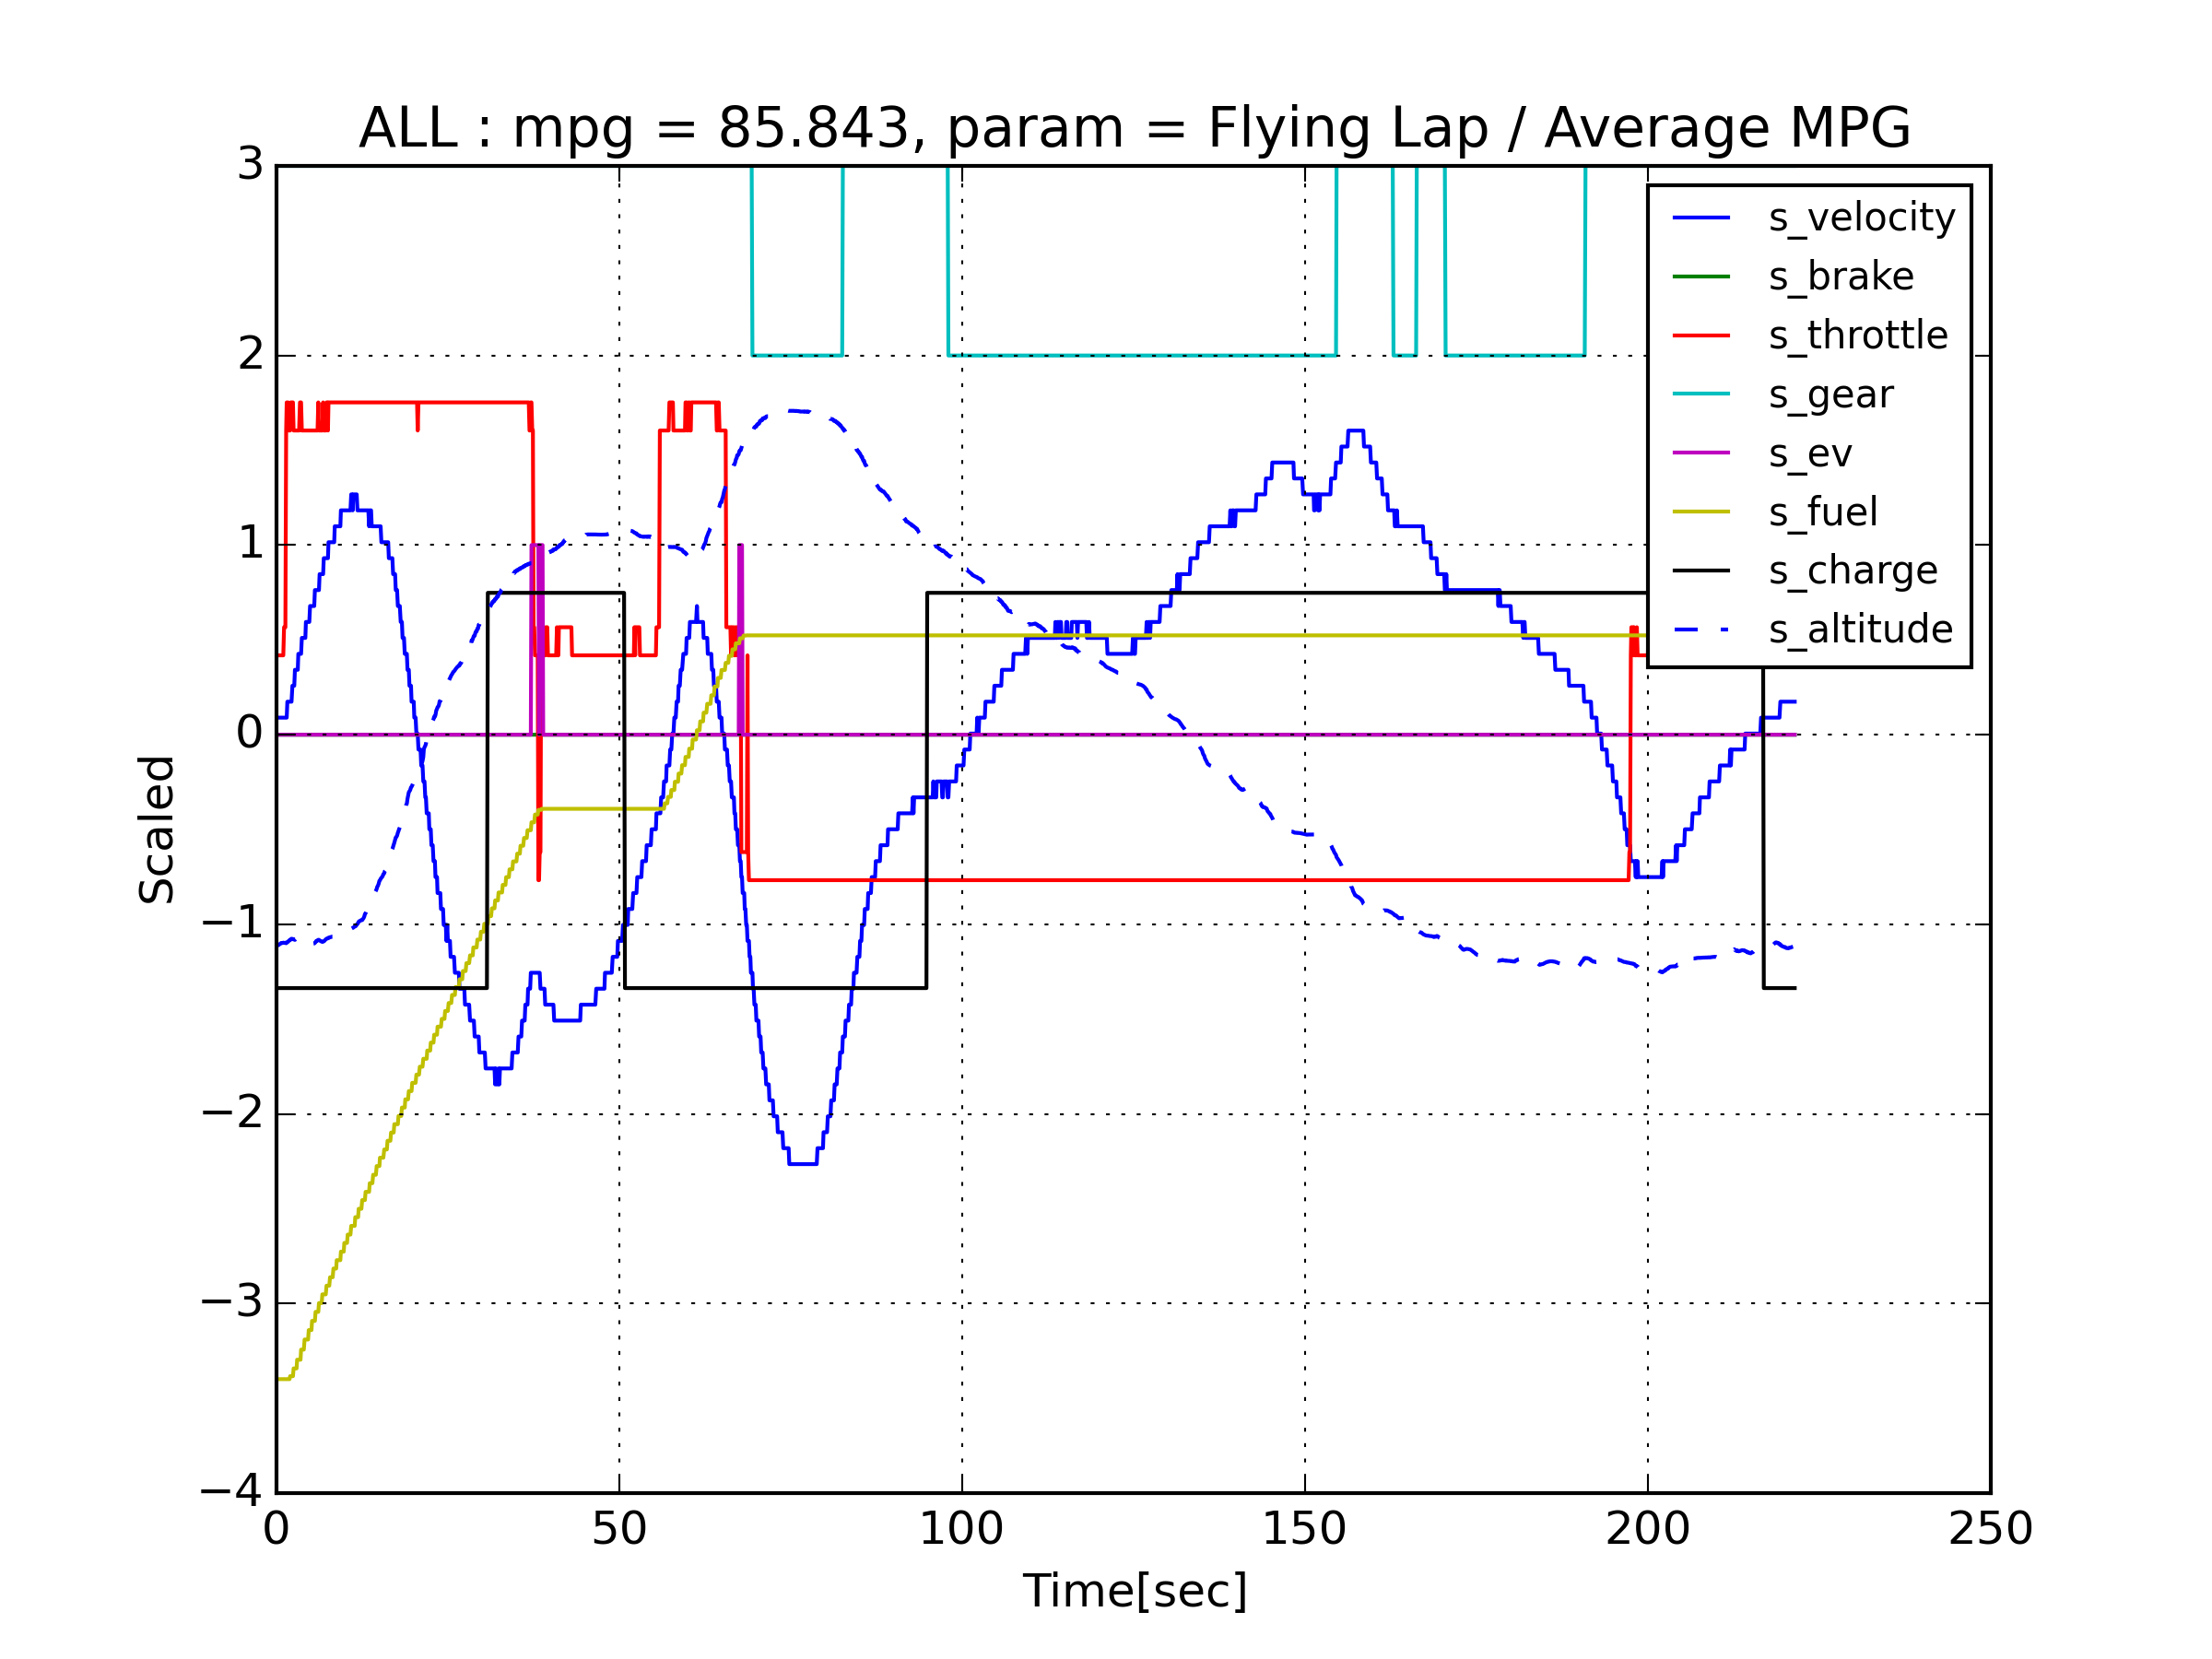 ALL : mpg = 85.843, param = Flying Lap / Average MPG
3
2
1
0
−1
−2
−3
−4
Scaled
s_velocity
s_brake
s_throttle
s_gear
s_ev
s_fuel
s_charge
s_altitude
0 50 100 150 200 250
Time[sec]